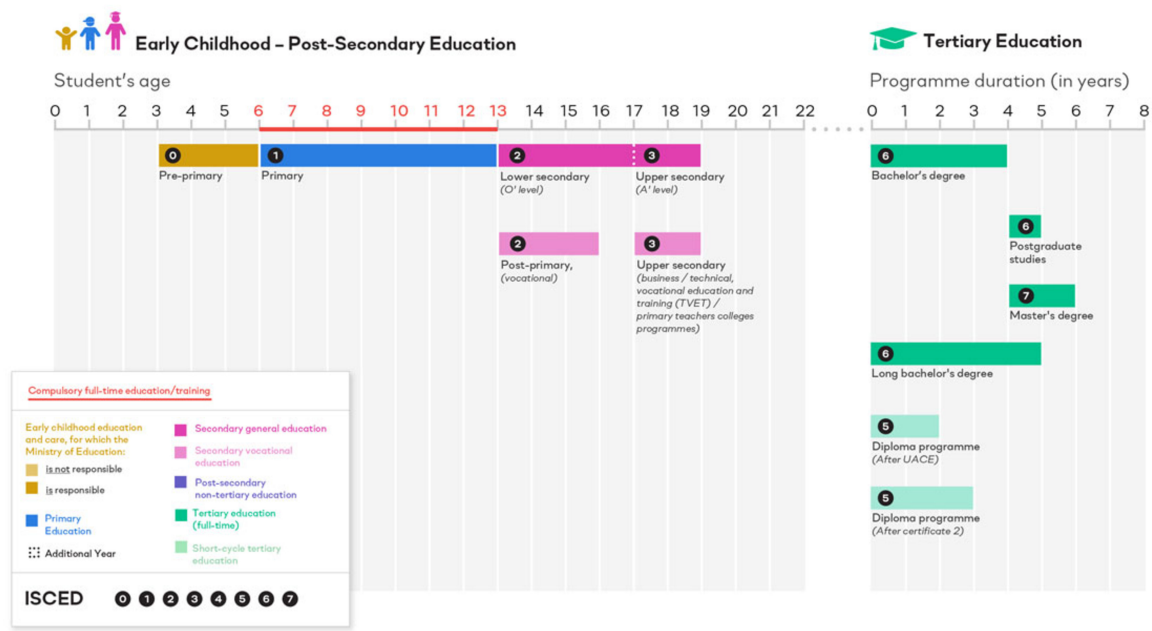 Early Childhood – Post-Secondary Education
Tertiary Education
Student's age
Programme duration (in years)
0 1 2 3 4 5 6 7 8 9 10 11 12 13 14 15 16 17 18 19 20 21 22
0 1 2 3 4 5 6 7 8
0
Pre-primary
1
Primary
2
Lower secondary
(O' level)
3
Upper secondary
(A' level)
2
Post-primary,
(vocational)
3
Upper secondary
(business / technical,
vocational education and
training (TVET) /
primary teachers colleges
programmes)
6
Bachelor's degree
6
Postgraduate
studies
7
Master's degree
6
Long bachelor's degree
5
Diploma programme
(After UACE)
5
Diploma programme
(After certificate 2)
Compulsory full-time education/training
Early childhood education
and care, for which the
Ministry of Education:
is not responsible
is responsible
Primary
Education
Additional Year
Secondary general education
Secondary vocational
education
Post-secondary
non-tertiary education
Tertiary education
(full-time)
Short-cycle tertiary
education
ISCED 0 1 2 3 4 5 6 7